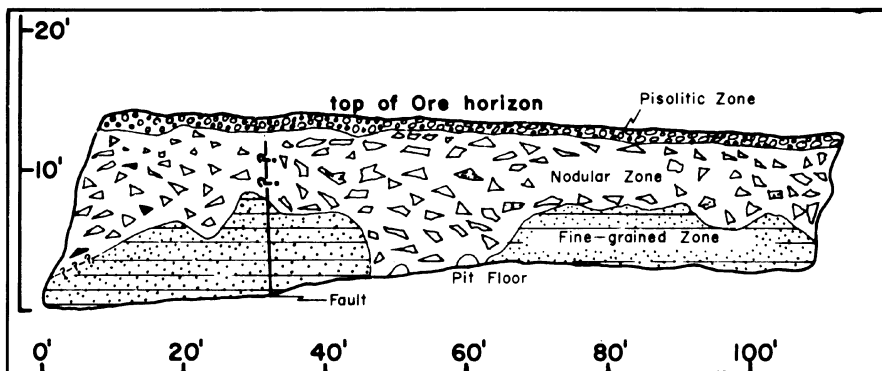 -20'
top of Ore horizon
Pisolitic Zone
10'
?
?
Nodular Zone
Fine-grained Zone
-?-?-?
Pit Floor
Fault
0'
20'
40'
60'
80'
100'